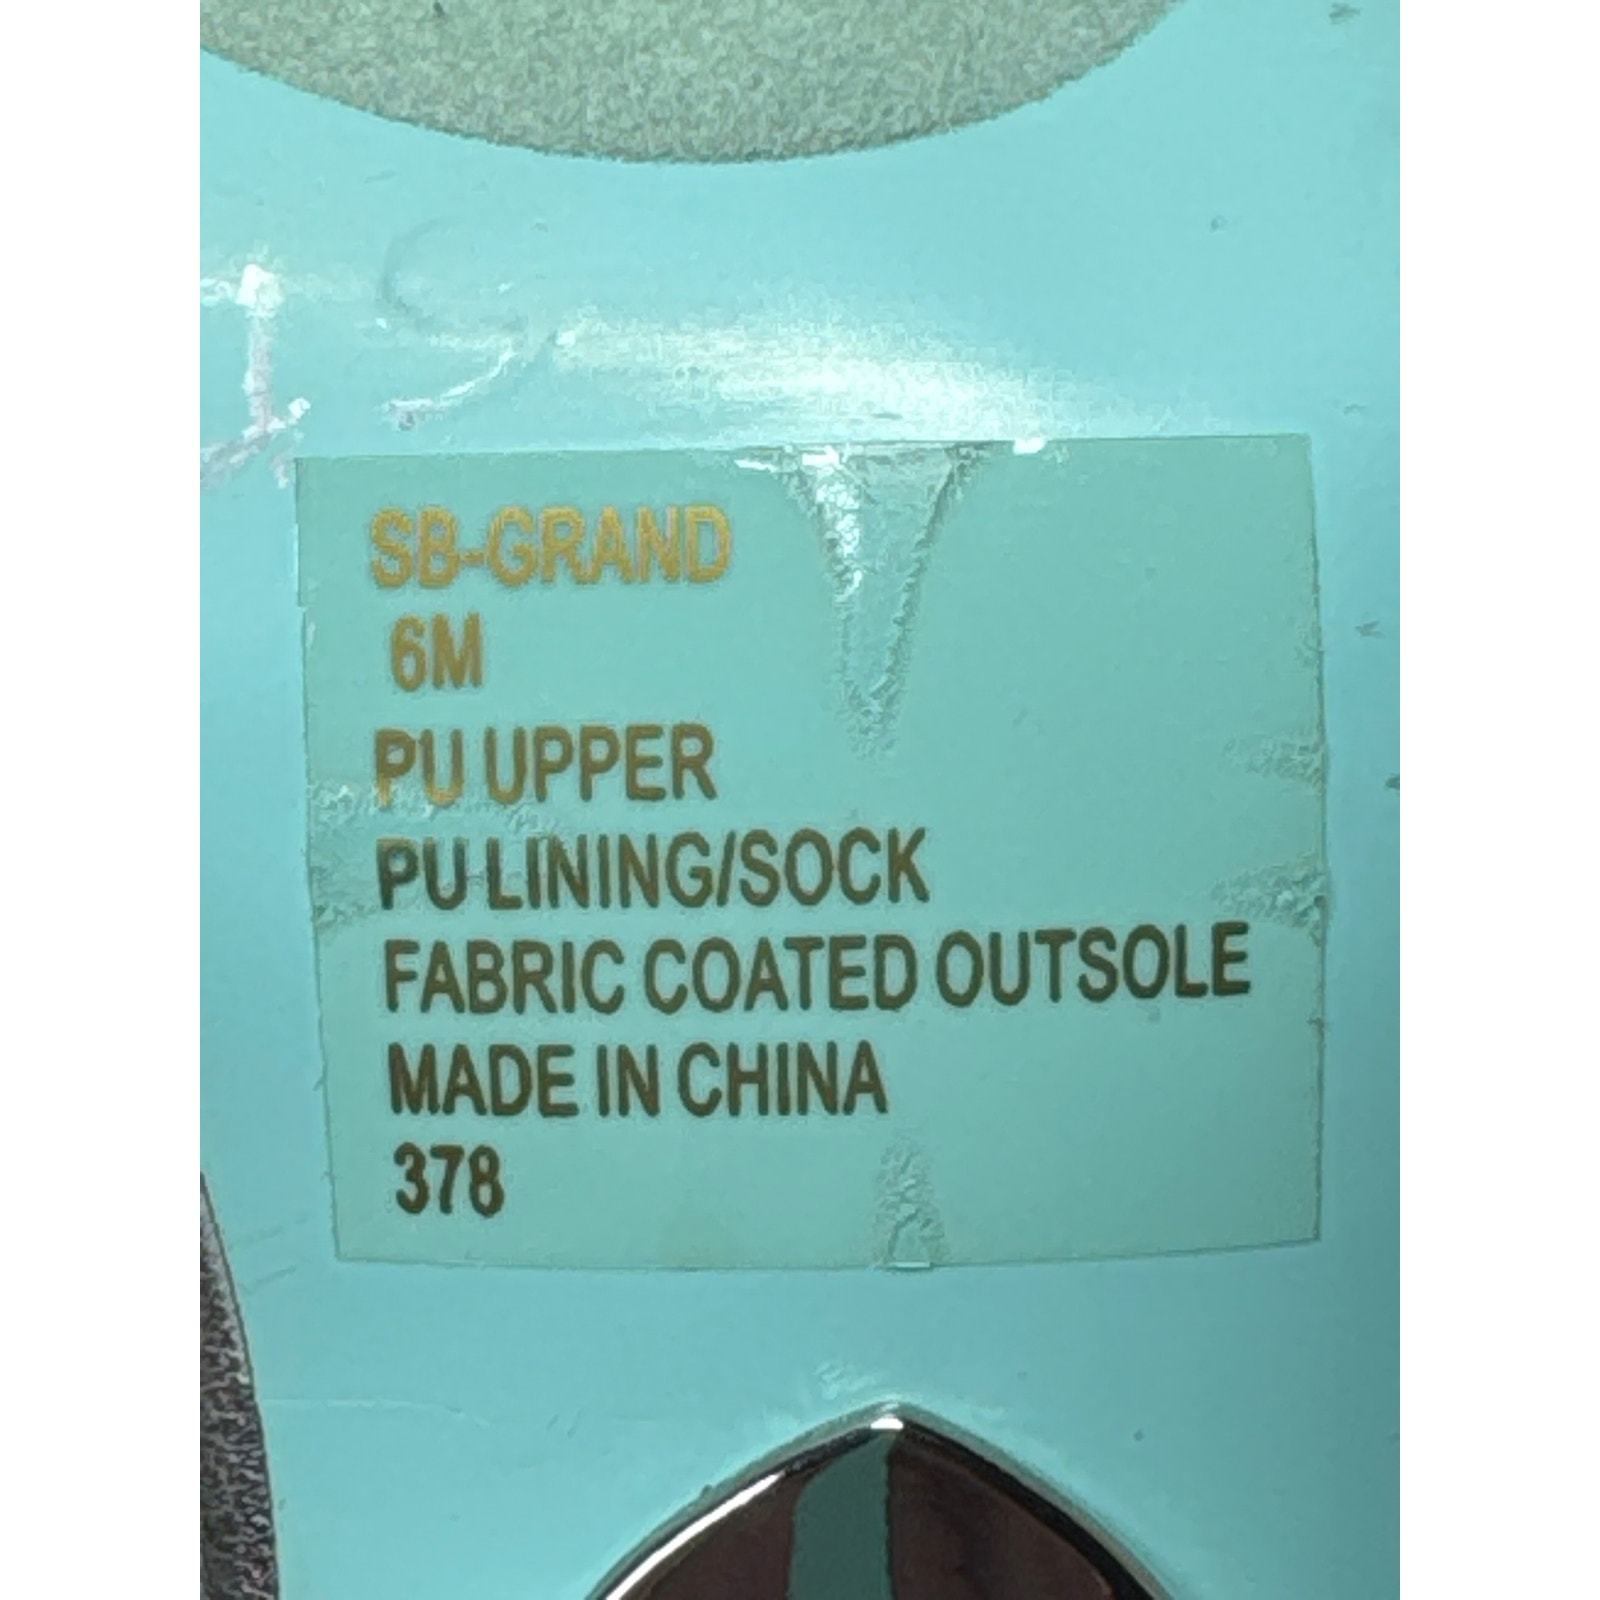 SB-GRAND
6M
PU UPPER
PU LINING/SOCK
FABRIC COATED OUTSOLE
MADE IN CHINA
378